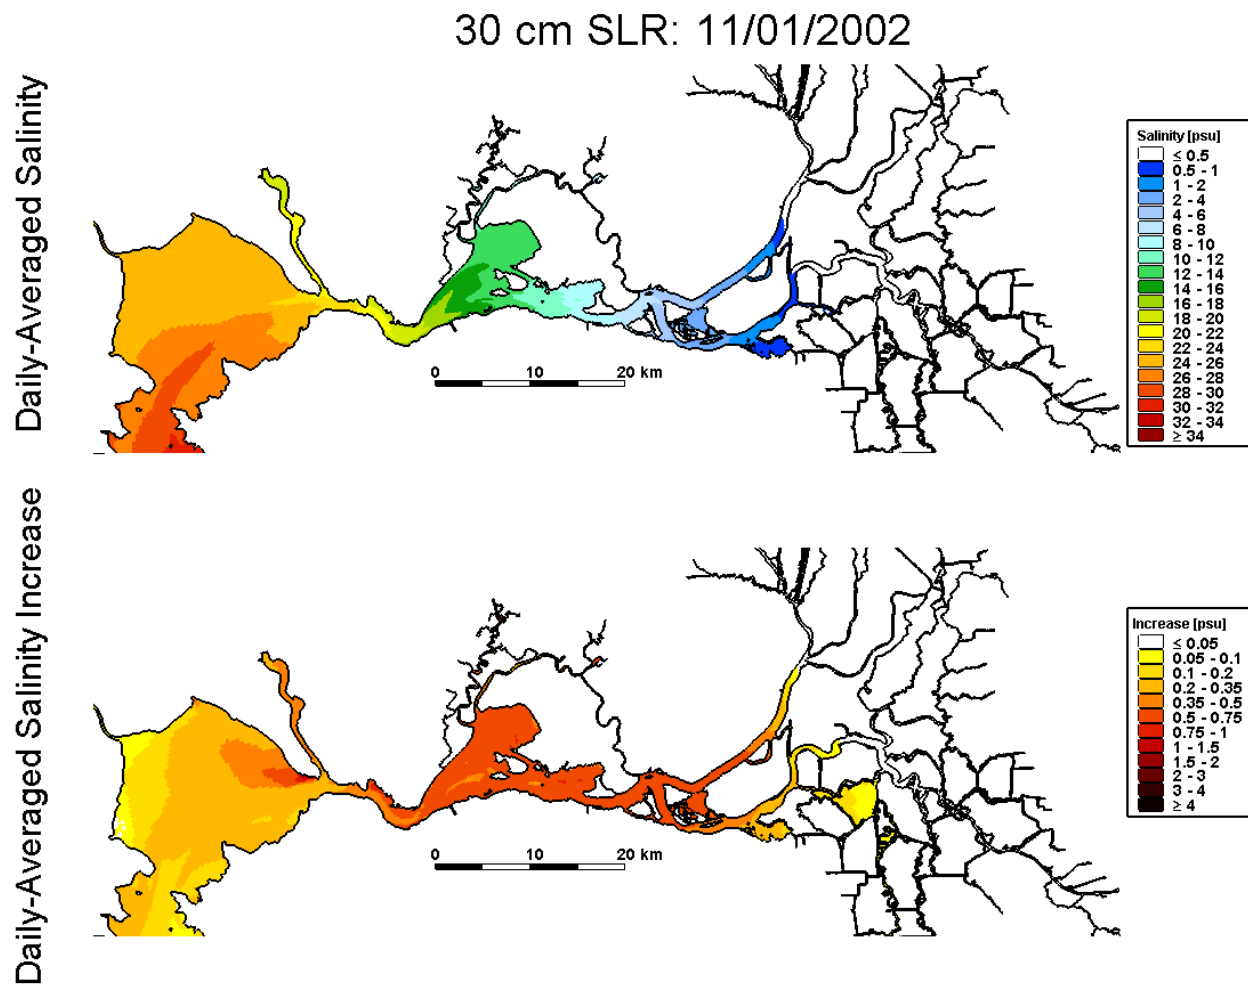 30 cm SLR: 11/01/2002
Daily-Averaged Salinity
Salinity [psu]
≤ 0.5
0.5 - 1
1 - 2
2 - 4
4 - 6
6 - 8
8 - 10
10 - 12
12 - 14
14 - 16
16 - 18
18 - 20
20 - 22
22 - 24
24 - 26
26 - 28
28 - 30
30 - 32
32 - 34
≥ 34
0 10 20 km
Daily-Averaged Salinity Increase
Increase [psu]
≤ 0.05
0.05 - 0.1
0.1 - 0.2
0.2 - 0.35
0.35 - 0.5
0.5 - 0.75
0.75 - 1
1 - 1.5
1.5 - 2
2 - 3
3 - 4
≥ 4
0 10 20 km